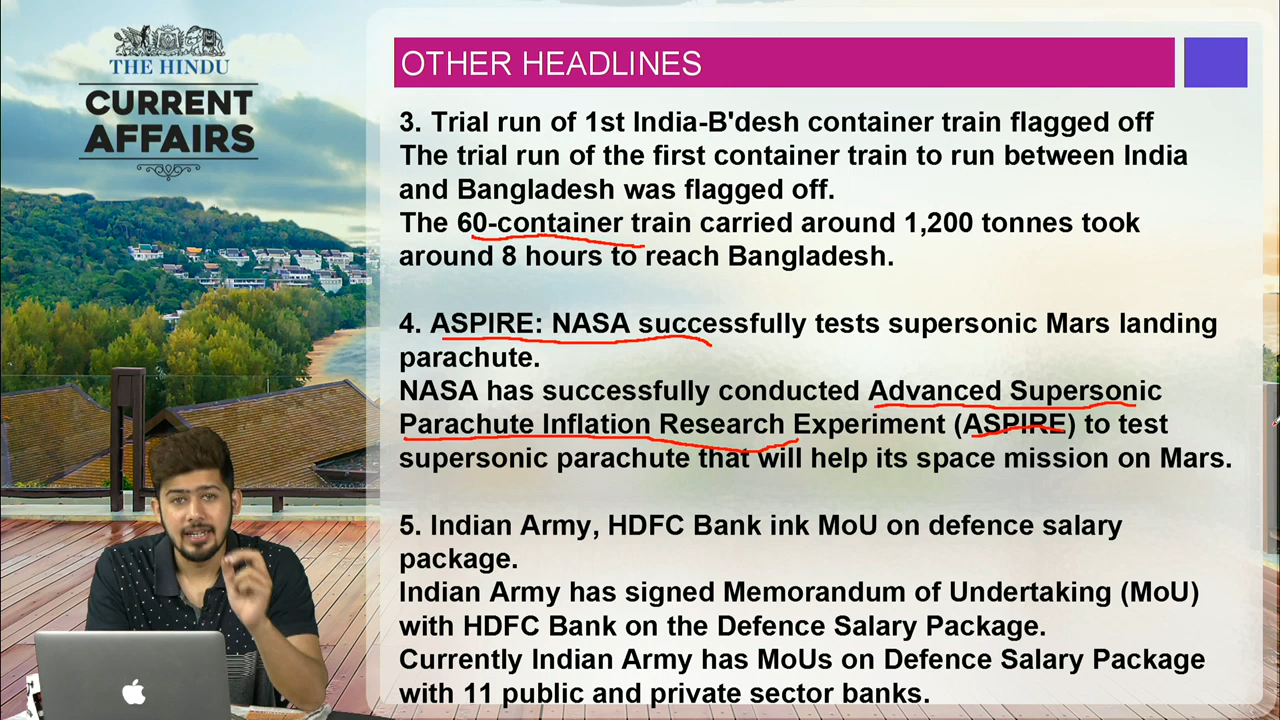 THE HINDU
CURRENT
AFFAIRS
OTHER HEADLINES
3. Trial run of 1st India-B'desh container train flagged off
The trial run of the first container train to run between India
and Bangladesh was flagged off.
The 60-container train carried around 1,200 tonnes took
around 8 hours to reach Bangladesh.
4. ASPIRE: NASA successfully tests supersonic Mars landing
parachute.
NASA has successfully conducted Advanced Supersonic
Parachute Inflation Research Experiment (ASPIRE) to test
supersonic parachute that will help its space mission on Mars.
5. Indian Army, HDFC Bank ink MoU on defence salary
package.
Indian Army has signed Memorandum of Undertaking (MoU)
with HDFC Bank on the Defence Salary Package.
Currently Indian Army has MoUs on Defence Salary Package
with 11 public and private sector banks.